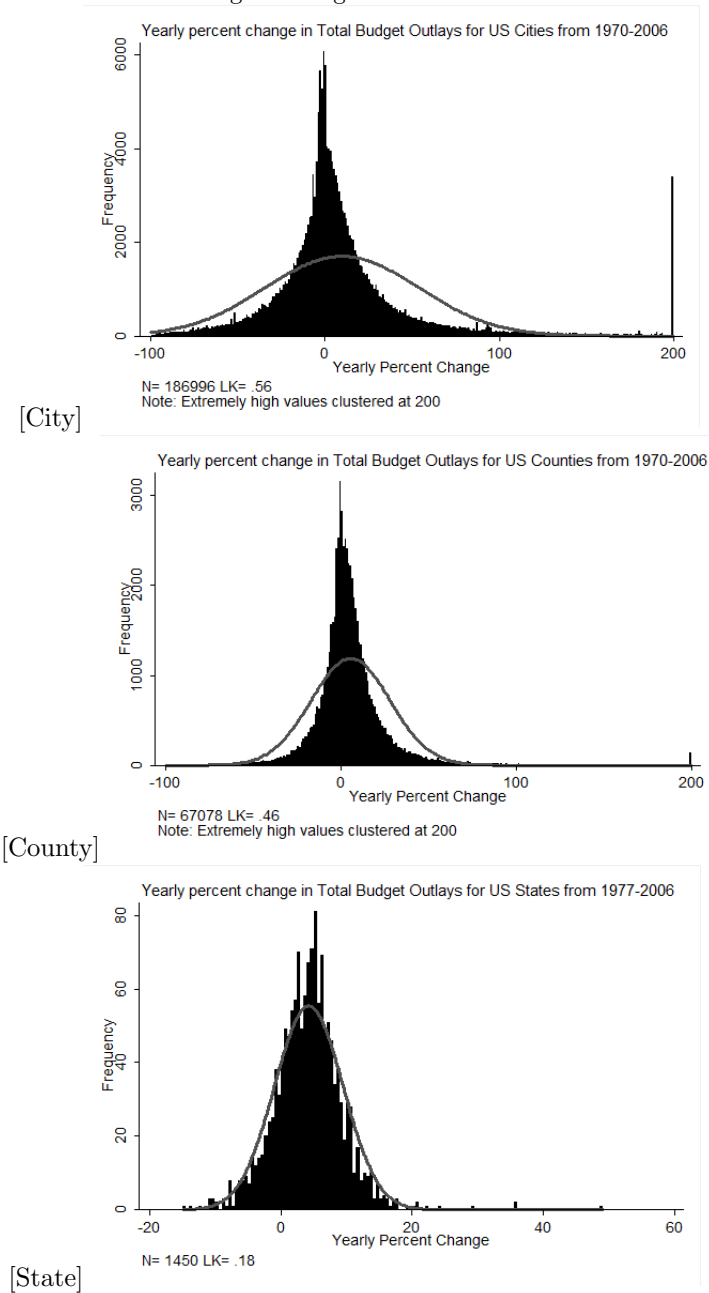 Yearly percent change in Total Budget Outlays for US Cities from 1970-2006
Frequency
6000
4000
2000
0
-100 0 100 200
Yearly Percent Change
N= 186996 LK= .56
Note: Extremely high values clustered at 200
[City]
Yearly percent change in Total Budget Outlays for US Counties from 1970-2006
Frequency
3000
2000
1000
0
-100 0 100 200
Yearly Percent Change
N= 67078 LK= .46
Note: Extremely high values clustered at 200
[County]
Yearly percent change in Total Budget Outlays for US States from 1977-2006
Frequency
80
60
40
20
0
-20 0 20 40 60
Yearly Percent Change
N= 1450 LK= .18
[State]